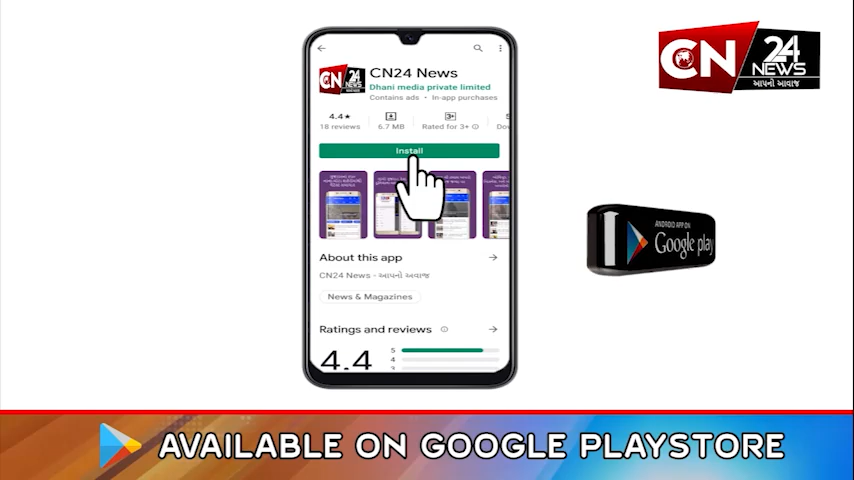 CN 24
NEWS
આપનો અવાજ
CN24 News
Dhani media private limited
Contains ads • In-app purchases
4.4★
18 reviews
6.7 MB
3+
Rated for 3+
Install
About this app
CN24 News - આપનો અવાજ
News & Magazines
Ratings and reviews
4.4
5
4
3
ANDROID APP ON
Google play
AVAILABLE ON GOOGLE PLAYSTORE